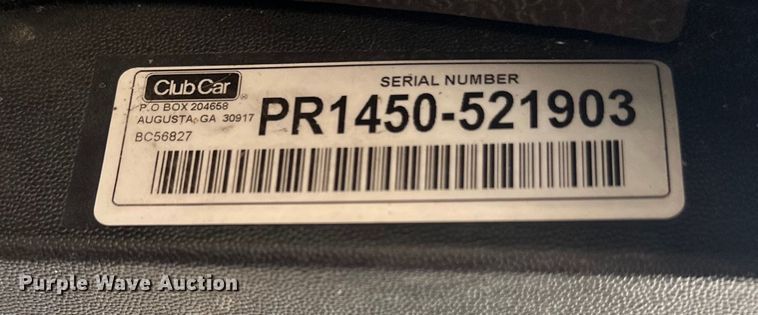 Club Car
®
SERIAL NUMBER
P.O BOX 204658
AUGUSTA, GA 30917
BC56827
PR1450-521903
Purple Wave Auction